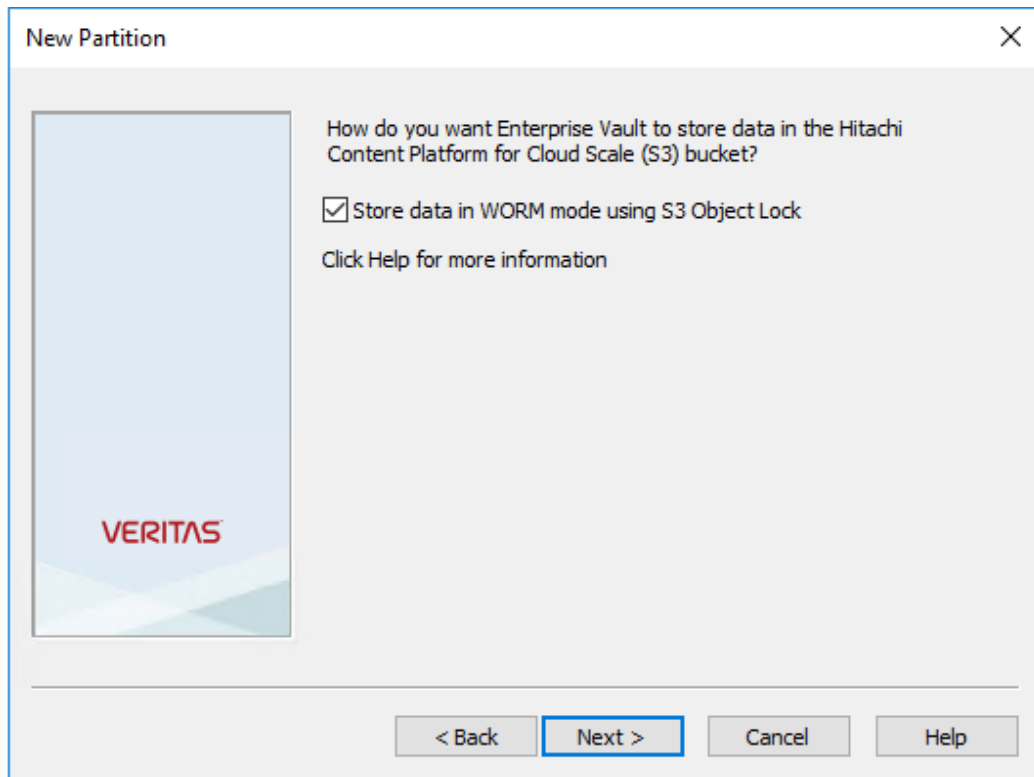 New Partition
How do you want Enterprise Vault to store data in the Hitachi
Content Platform for Cloud Scale (S3) bucket?
Store data in WORM mode using S3 Object Lock
Click Help for more information
VERITAS
< Back
Next >
Cancel
Help